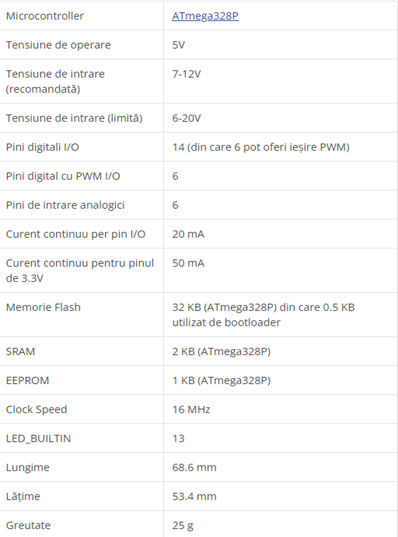 Microcontroller ATmega328P
Tensiune de operare 5V
Tensiune de intrare 7-12V
(recomandată)
Tensiune de intrare (limită) 6-20V
Pini digitali I/O 14 (din care 6 pot oferi ieșire PWM)
Pini digital cu PWM I/O 6
Pini de intrare analogici 6
Curent continuu per pin I/O 20 mA
Curent continuu pentru pinul 50 mA
de 3.3V
Memorie Flash 32 KB (ATmega328P) din care 0.5 KB
utilizat de bootloader
SRAM 2 KB (ATmega328P)
EEPROM 1 KB (ATmega328P)
Clock Speed 16 MHz
LED_BUILTIN 13
Lungime 68.6 mm
Lățime 53.4 mm
Greutate 25 g